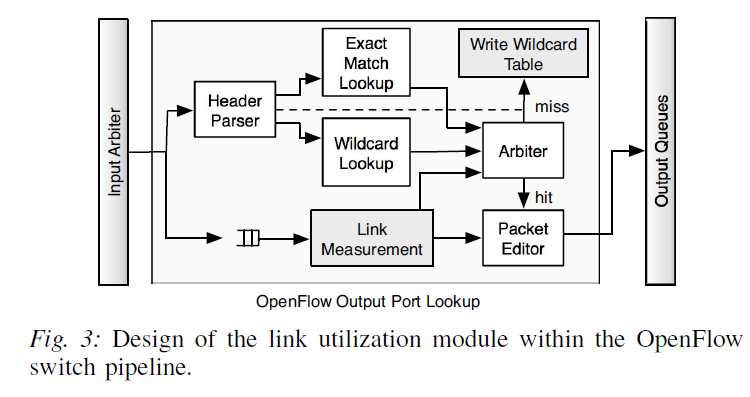 Input Arbiter
Header
Parser
Exact
Match
Lookup
Wildcard
Lookup
Link
Measurement
Write Wildcard
Table
miss
Arbiter
hit
Packet
Editor
Output Queues
OpenFlow Output Port Lookup
Fig. 3: Design of the link utilization module within the OpenFlow
switch pipeline.